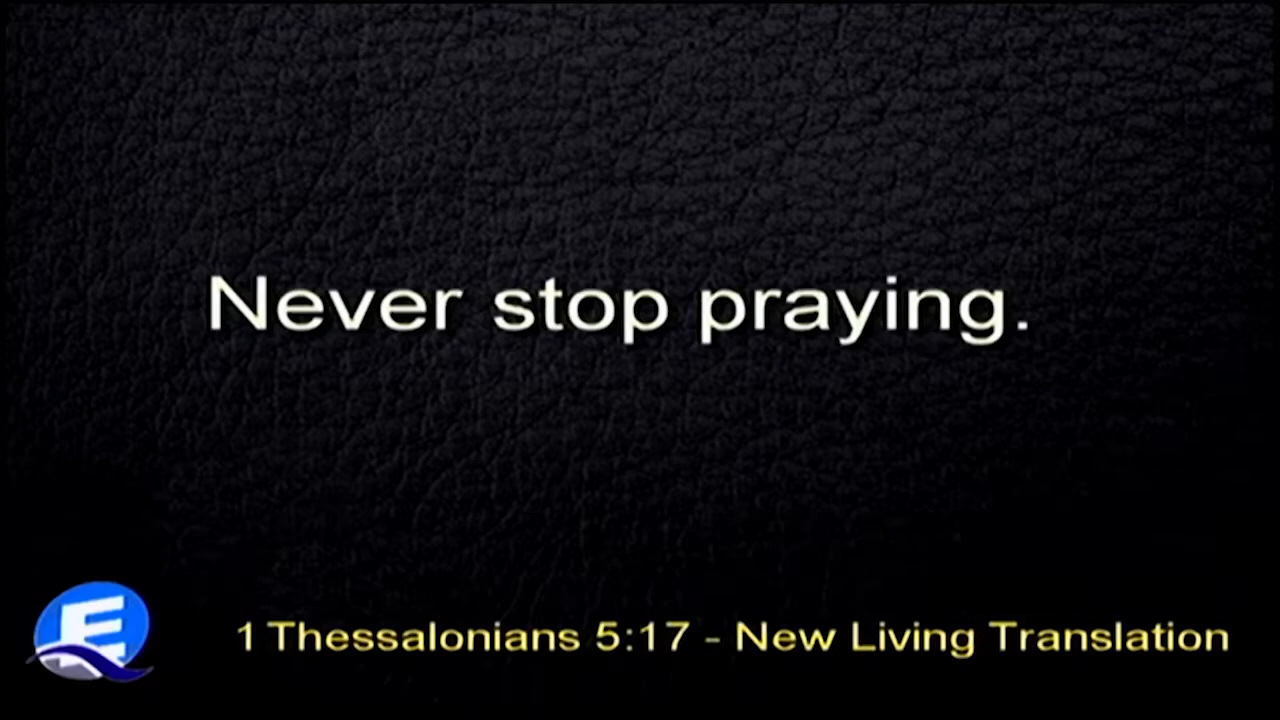 Never stop praying.
E
1 Thessalonians 5:17 - New Living Translation